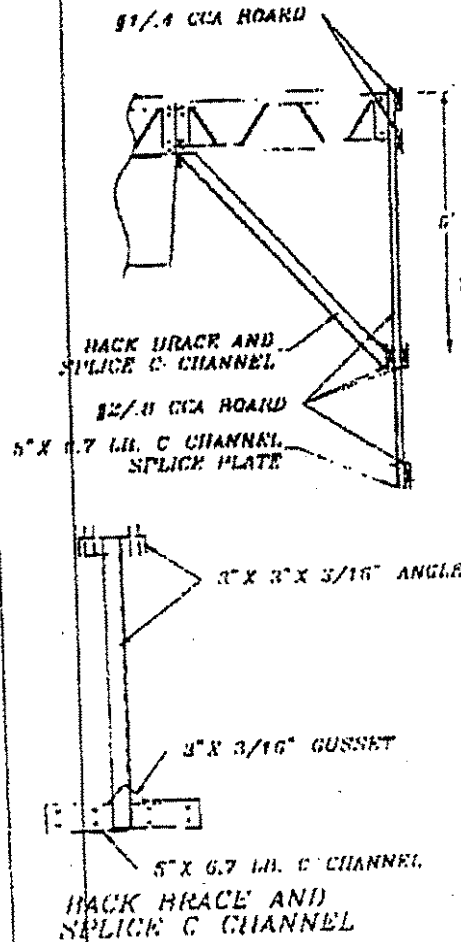 #1/.4 CCA BOARD
6'
BACK BRACE AND
SPLICE C CHANNEL
#2/.8 CCA BOARD
5" X 6.7 LB. C CHANNEL
SPLICE PLATE
3" X 3" X 3/16" ANGLE
3" X 3/16" GUSSET
5" X 6.7 LB. C CHANNEL
BACK BRACE AND
SPLICE C CHANNEL